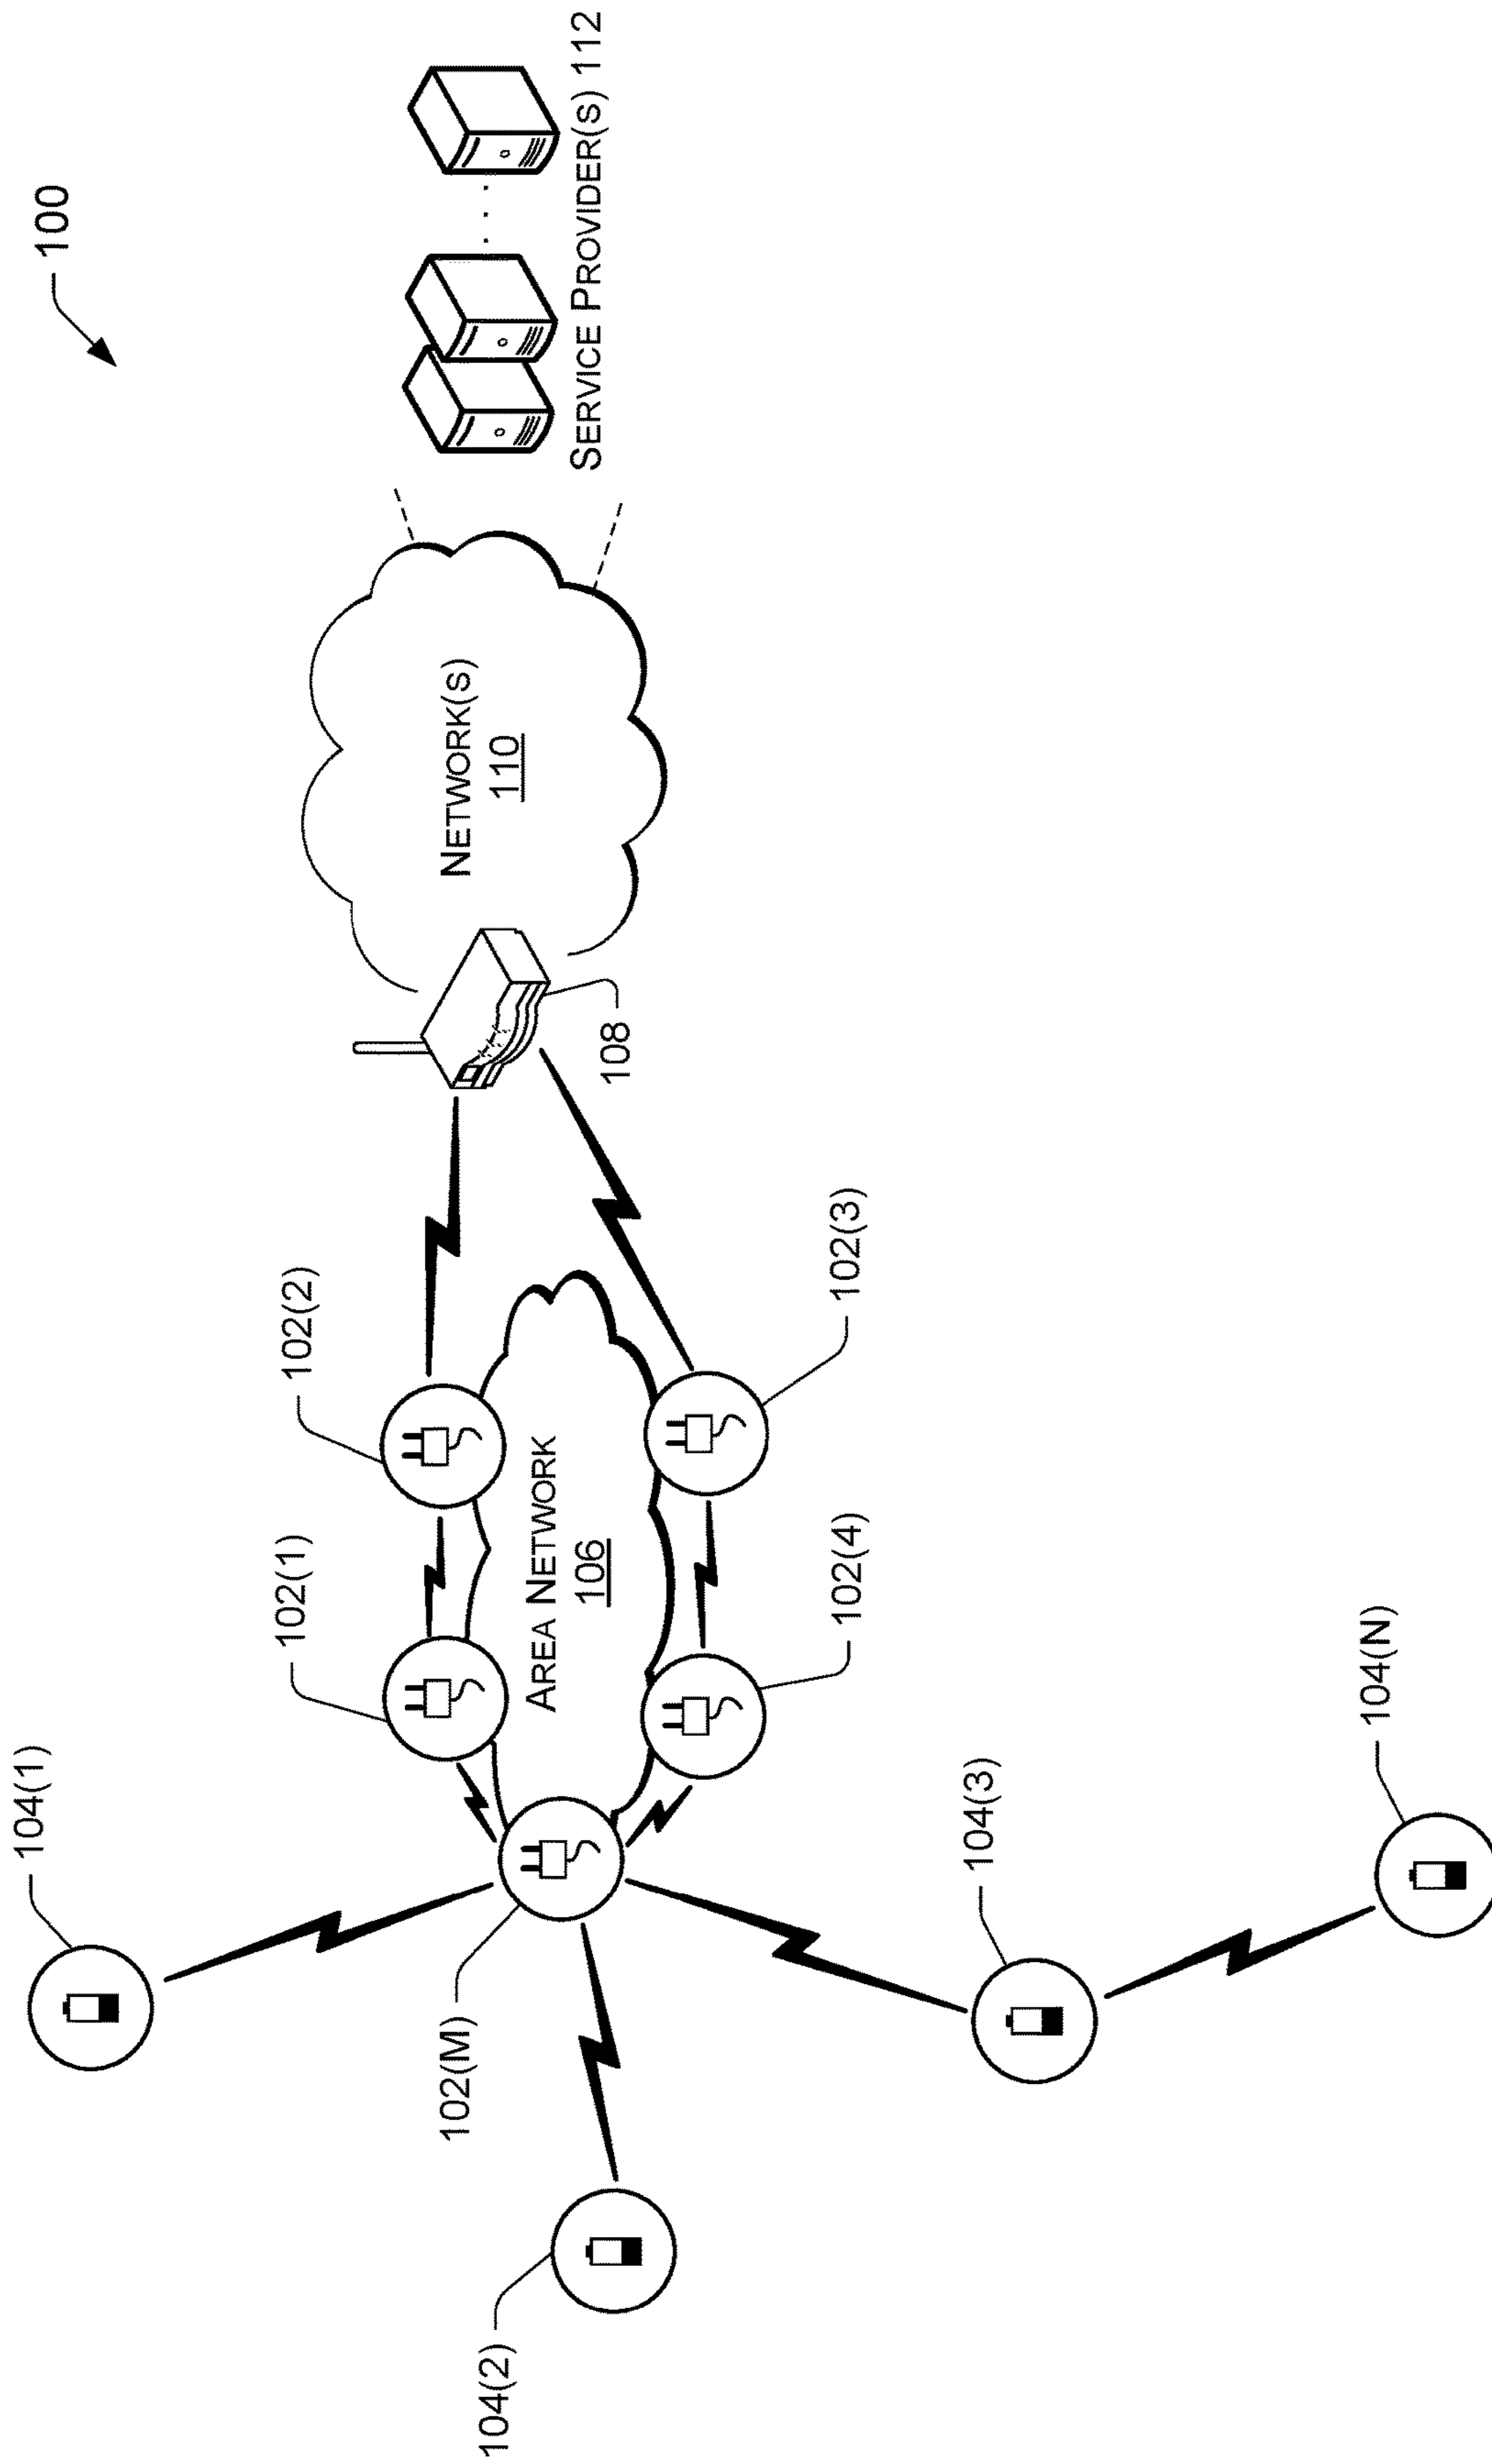 100
SERVICE PROVIDER(S) 112
NETWORK(S)
110
108
102(2)
102(3)
102(1)
AREA NETWORK
106
102(4)
104(1)
102(M)
104(2)
104(3)
104(N)